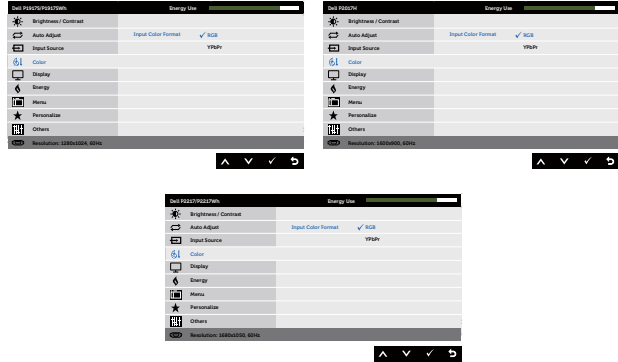 Dell P1917S/P1917SWh Energy Use
Brightness / Contrast
Auto Adjust Input Color Format ✓ RGB
Input Source YPbPr
Color
Display
Energy
Menu
Personalize
Others
Resolution: 1280x1024, 60Hz
Dell P2017H Energy Use
Brightness / Contrast
Auto Adjust Input Color Format ✓ RGB
Input Source YPbPr
Color
Display
Energy
Menu
Personalize
Others
Resolution: 1600x900, 60Hz
Dell P2217/P2217Wh Energy Use
Brightness / Contrast
Auto Adjust Input Color Format ✓ RGB
Input Source YPbPr
Color
Display
Energy
Menu
Personalize
Others
Resolution: 1680x1050, 60Hz